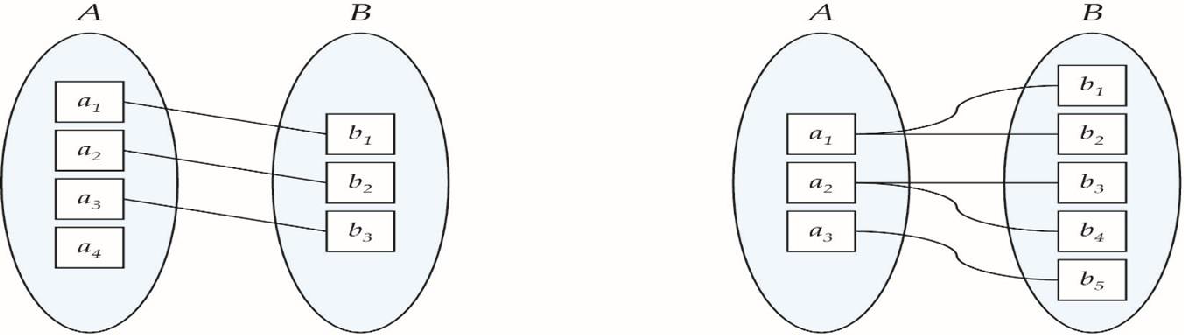 A
B
a₁
a₂
a₃
a₄
b₁
b₂
b₃
A
B
a₁
a₂
a₃
b₁
b₂
b₃
b₄
b₅